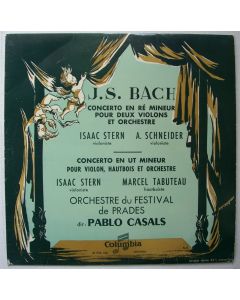 J.S. BACH
CONCERTO EN RÉ MINEUR
POUR DEUX VIOLONS
ET ORCHESTRE
ISAAC STERN A. SCHNEIDER
violoniste violoniste
CONCERTO EN UT MINEUR
POUR VIOLON, HAUTBOIS ET ORCHESTRE
ISAAC STERN MARCEL TABUTEAU
violoniste hautboïste
ORCHESTRE DU FESTIVAL
DE PRADES
dir. PABLO CASALS
Columbia